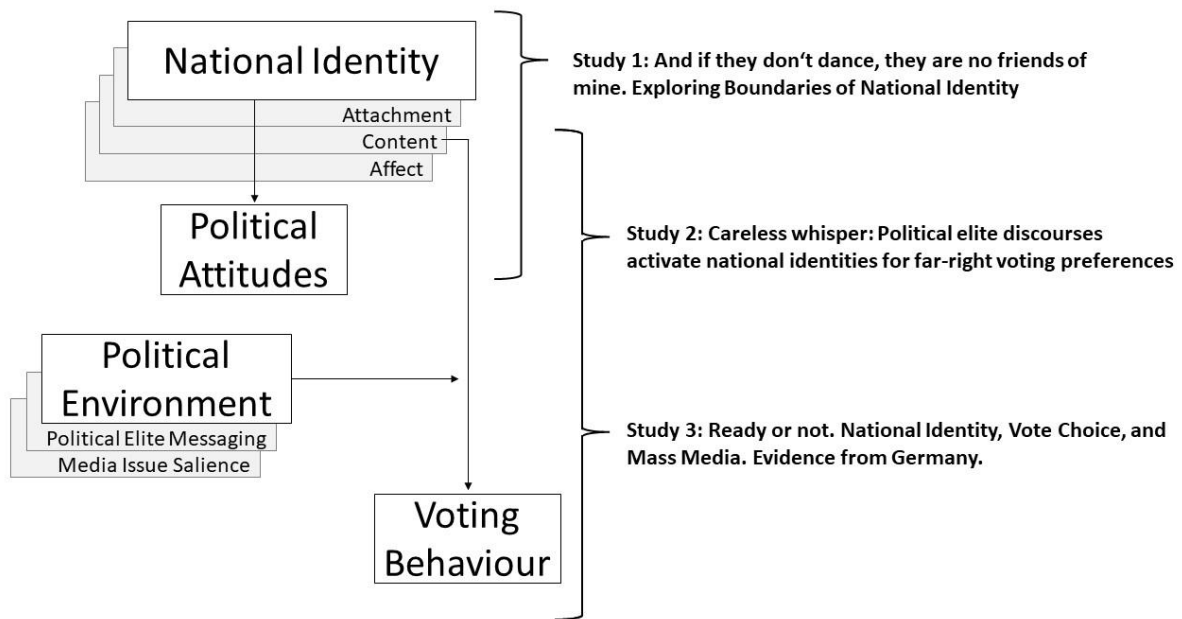 National Identity
Attachment
Content
Affect
Political
Attitudes
Political
Environment
Political Elite Messaging
Media Issue Salience
Voting
Behaviour
Study 1: And if they don‘t dance, they are no friends of
mine. Exploring Boundaries of National Identity
Study 2: Careless whisper: Political elite discourses
activate national identities for far-right voting preferences
Study 3: Ready or not. National Identity, Vote Choice, and
Mass Media. Evidence from Germany.